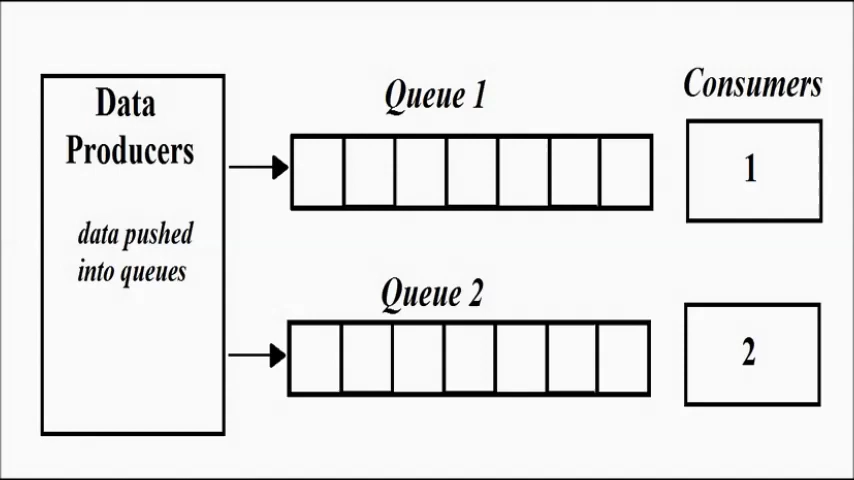 Data
Producers
data pushed
into queues
Queue 1
Consumers
1
Queue 2
2